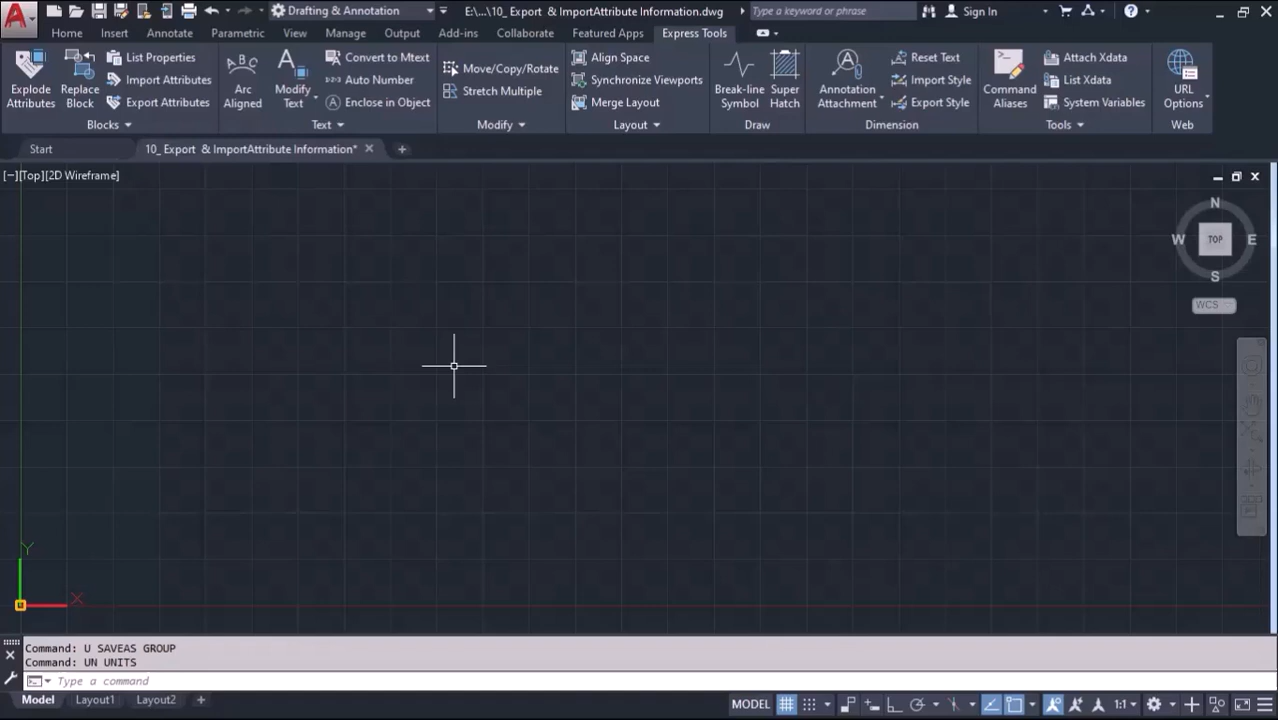 Drafting & Annotation
E:\...\10_ Export & ImportAttribute Information.dwg
Type a keyword or phrase
Sign In
Home Insert Annotate Parametric View Manage Output Add-ins Collaborate Featured Apps Express Tools
Explode Attributes
Replace Block
List Properties
Import Attributes
Export Attributes
Blocks
Arc Aligned
Modify Text
Convert to Mtext
Auto Number
Enclose in Object
Text
Move/Copy/Rotate
Stretch Multiple
Modify
Align Space
Synchronize Viewports
Merge Layout
Layout
Break-line Symbol
Super Hatch
Draw
Annotation Attachment
Reset Text
Import Style
Export Style
Dimension
Command Aliases
Attach Xdata
List Xdata
System Variables
Tools
URL Options
Web
Start
10_ Export & ImportAttribute Information*
[−][Top][2D Wireframe]
N
W TOP E
S
WCS
Y
X
Command: U SAVEAS GROUP
Command: UN UNITS
Type a command
Model Layout1 Layout2
MODEL
1:1